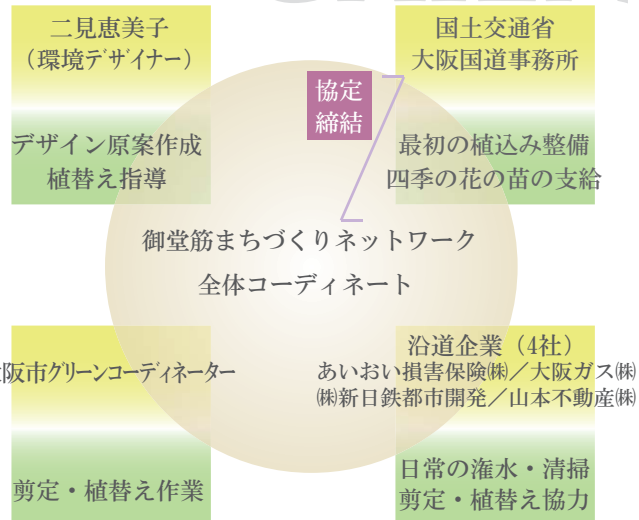 二見恵美子
（環境デザイナー）
デザイン原案作成
植替え指導
国土交通省
大阪国道事務所
最初の植込み整備
四季の花の苗の支給
協定
締結
御堂筋まちづくりネットワーク
全体コーディネート
阪市グリーンコーディネーター
剪定・植替え作業
沿道企業（4社）
あいおい損害保険㈱／大阪ガス㈱
㈱新日鉄都市開発／山本不動産㈱
日常の潅水・清掃
剪定・植替え協力